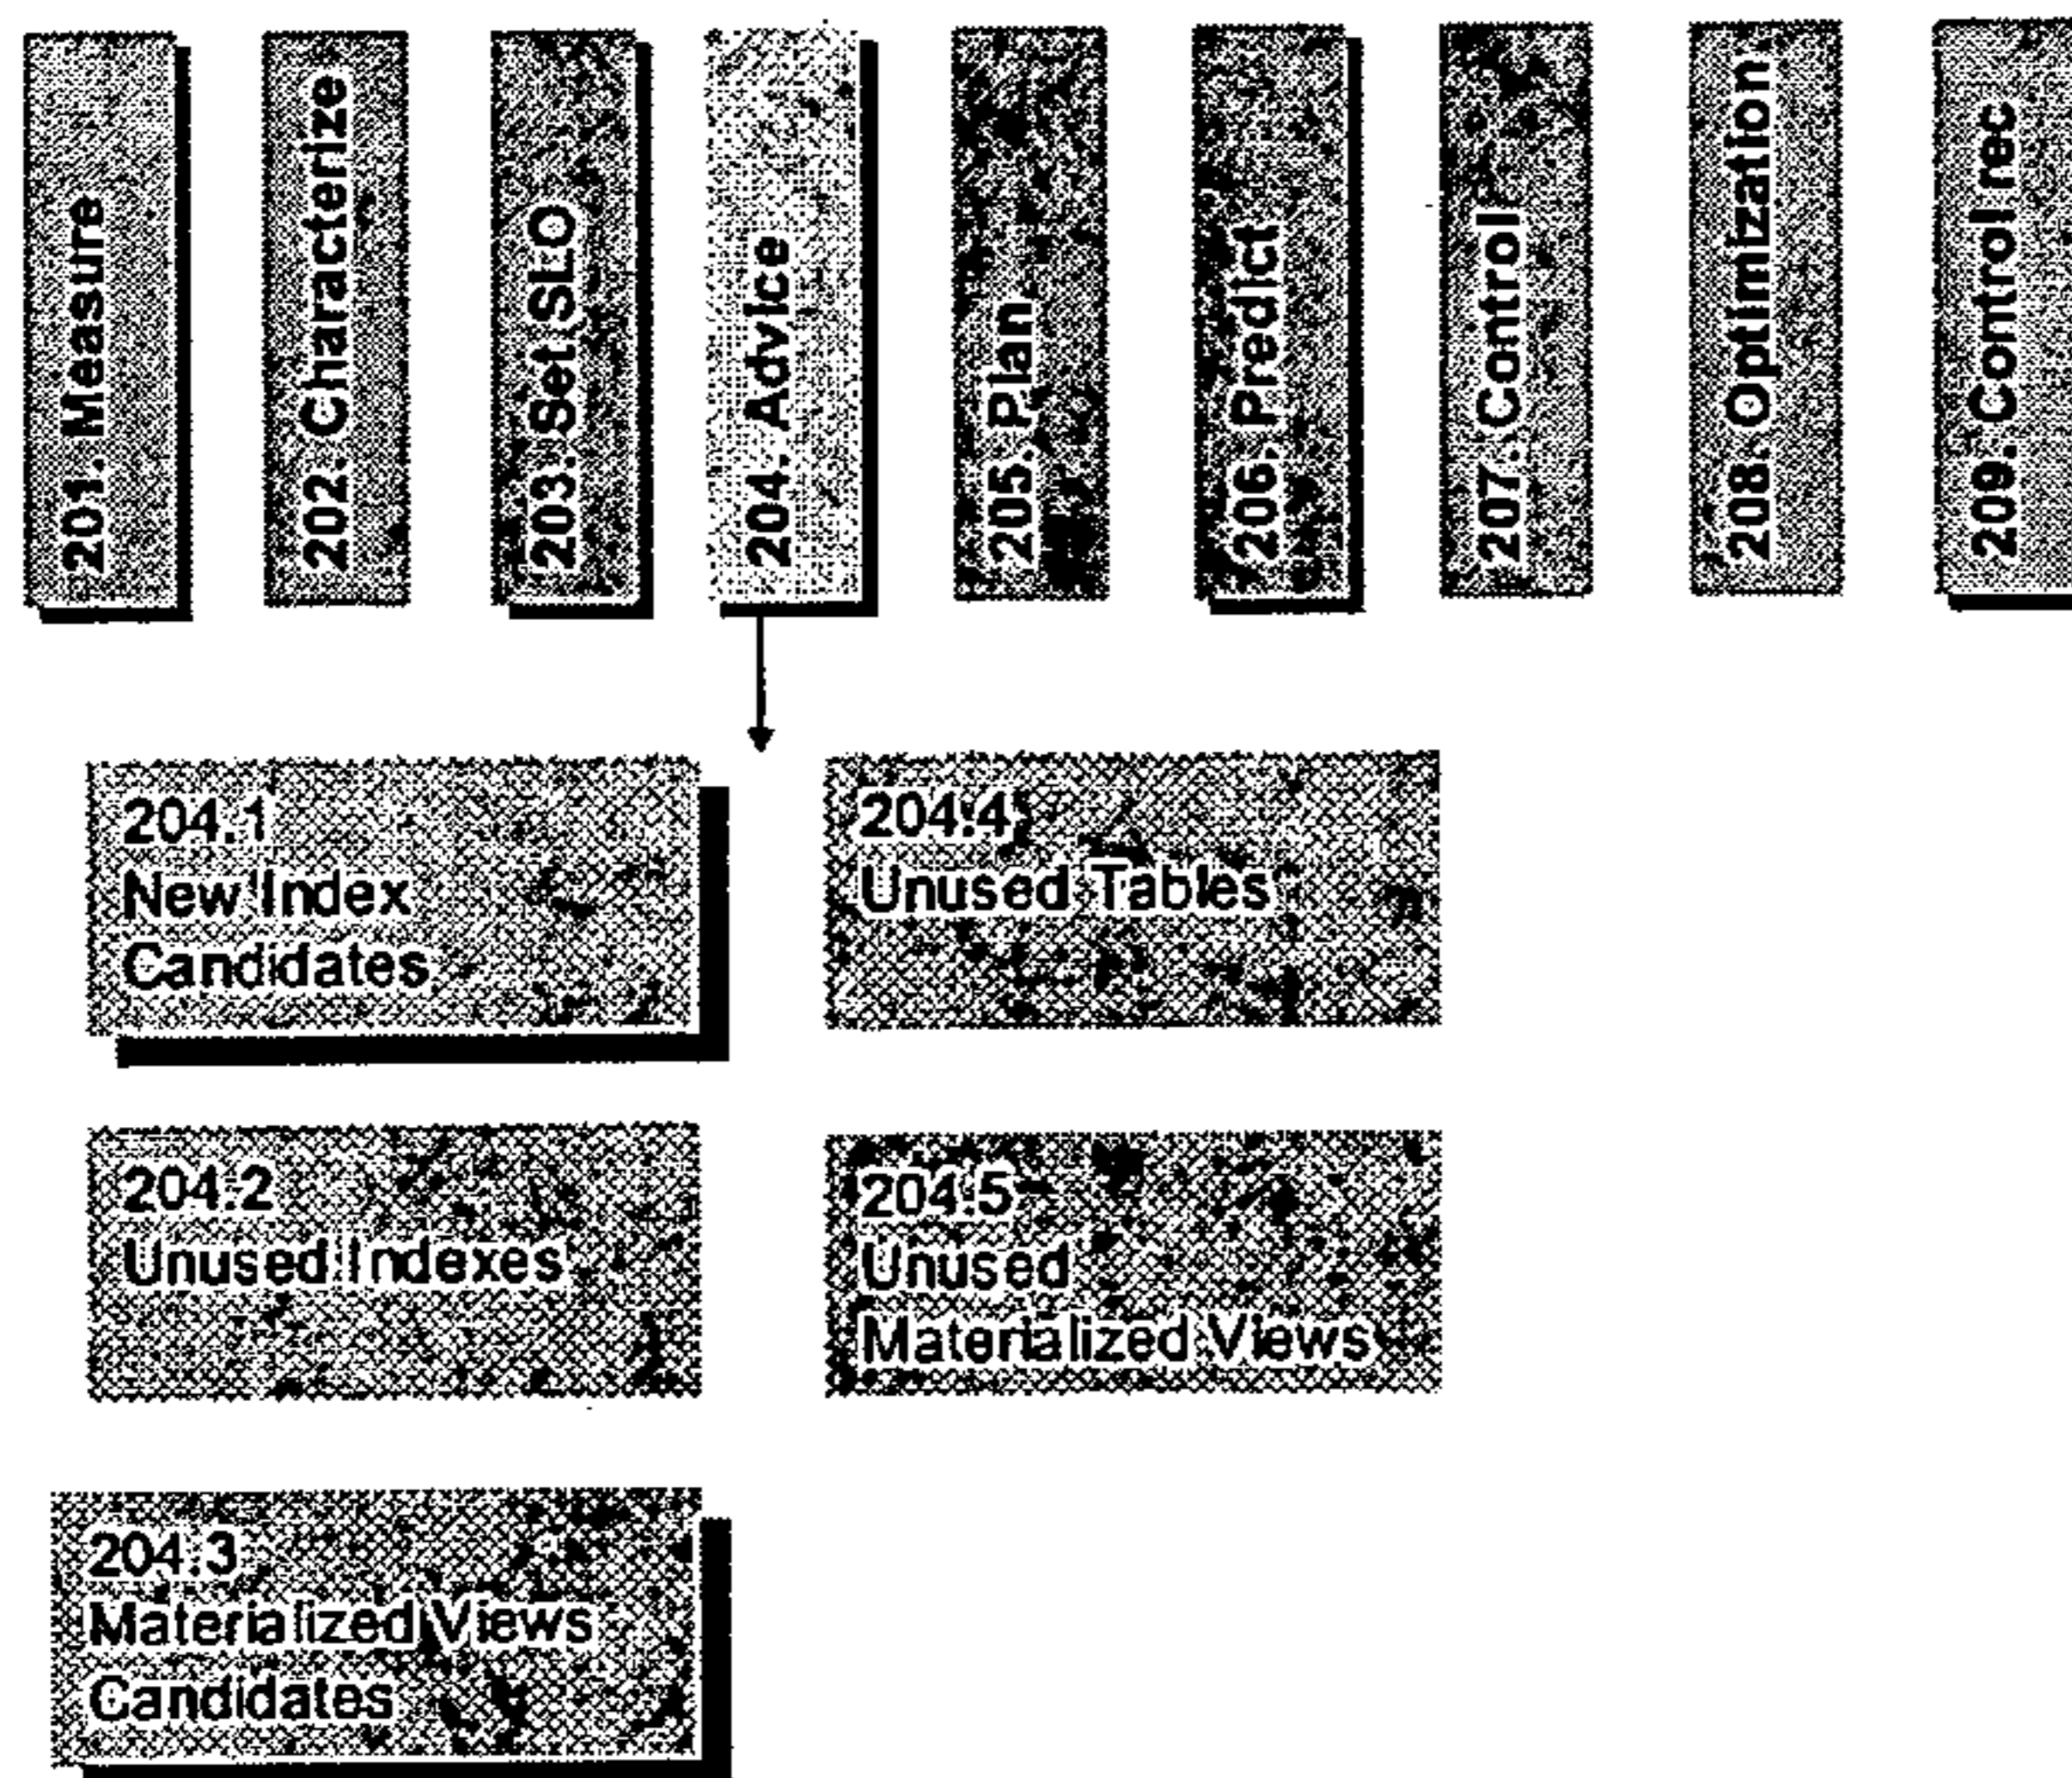 201. Measure
202. Characterize
203. Set SLO
204. Advice
205. Plan
206. Predict
207. Control
208. Optimization
209. Control rec
204.1
New Index
Candidates
204.4
Unused Tables
204.2
Unused Indexes
204.5
Unused
Materialized Views
204.3
Materialized Views
Candidates